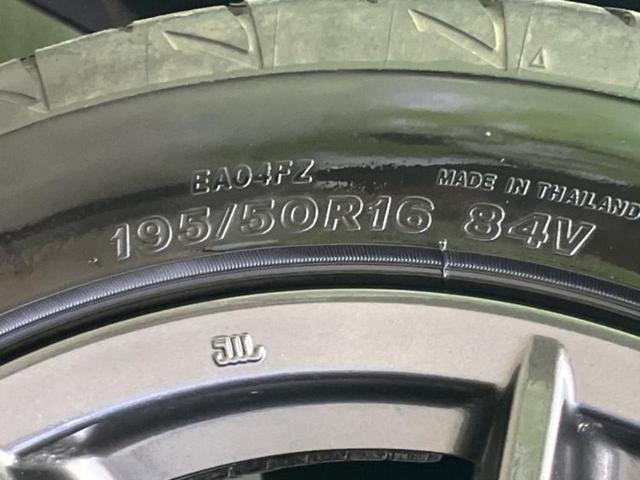 EA04FZ
MADE IN THAILAND
195/50R16 84V
JWL